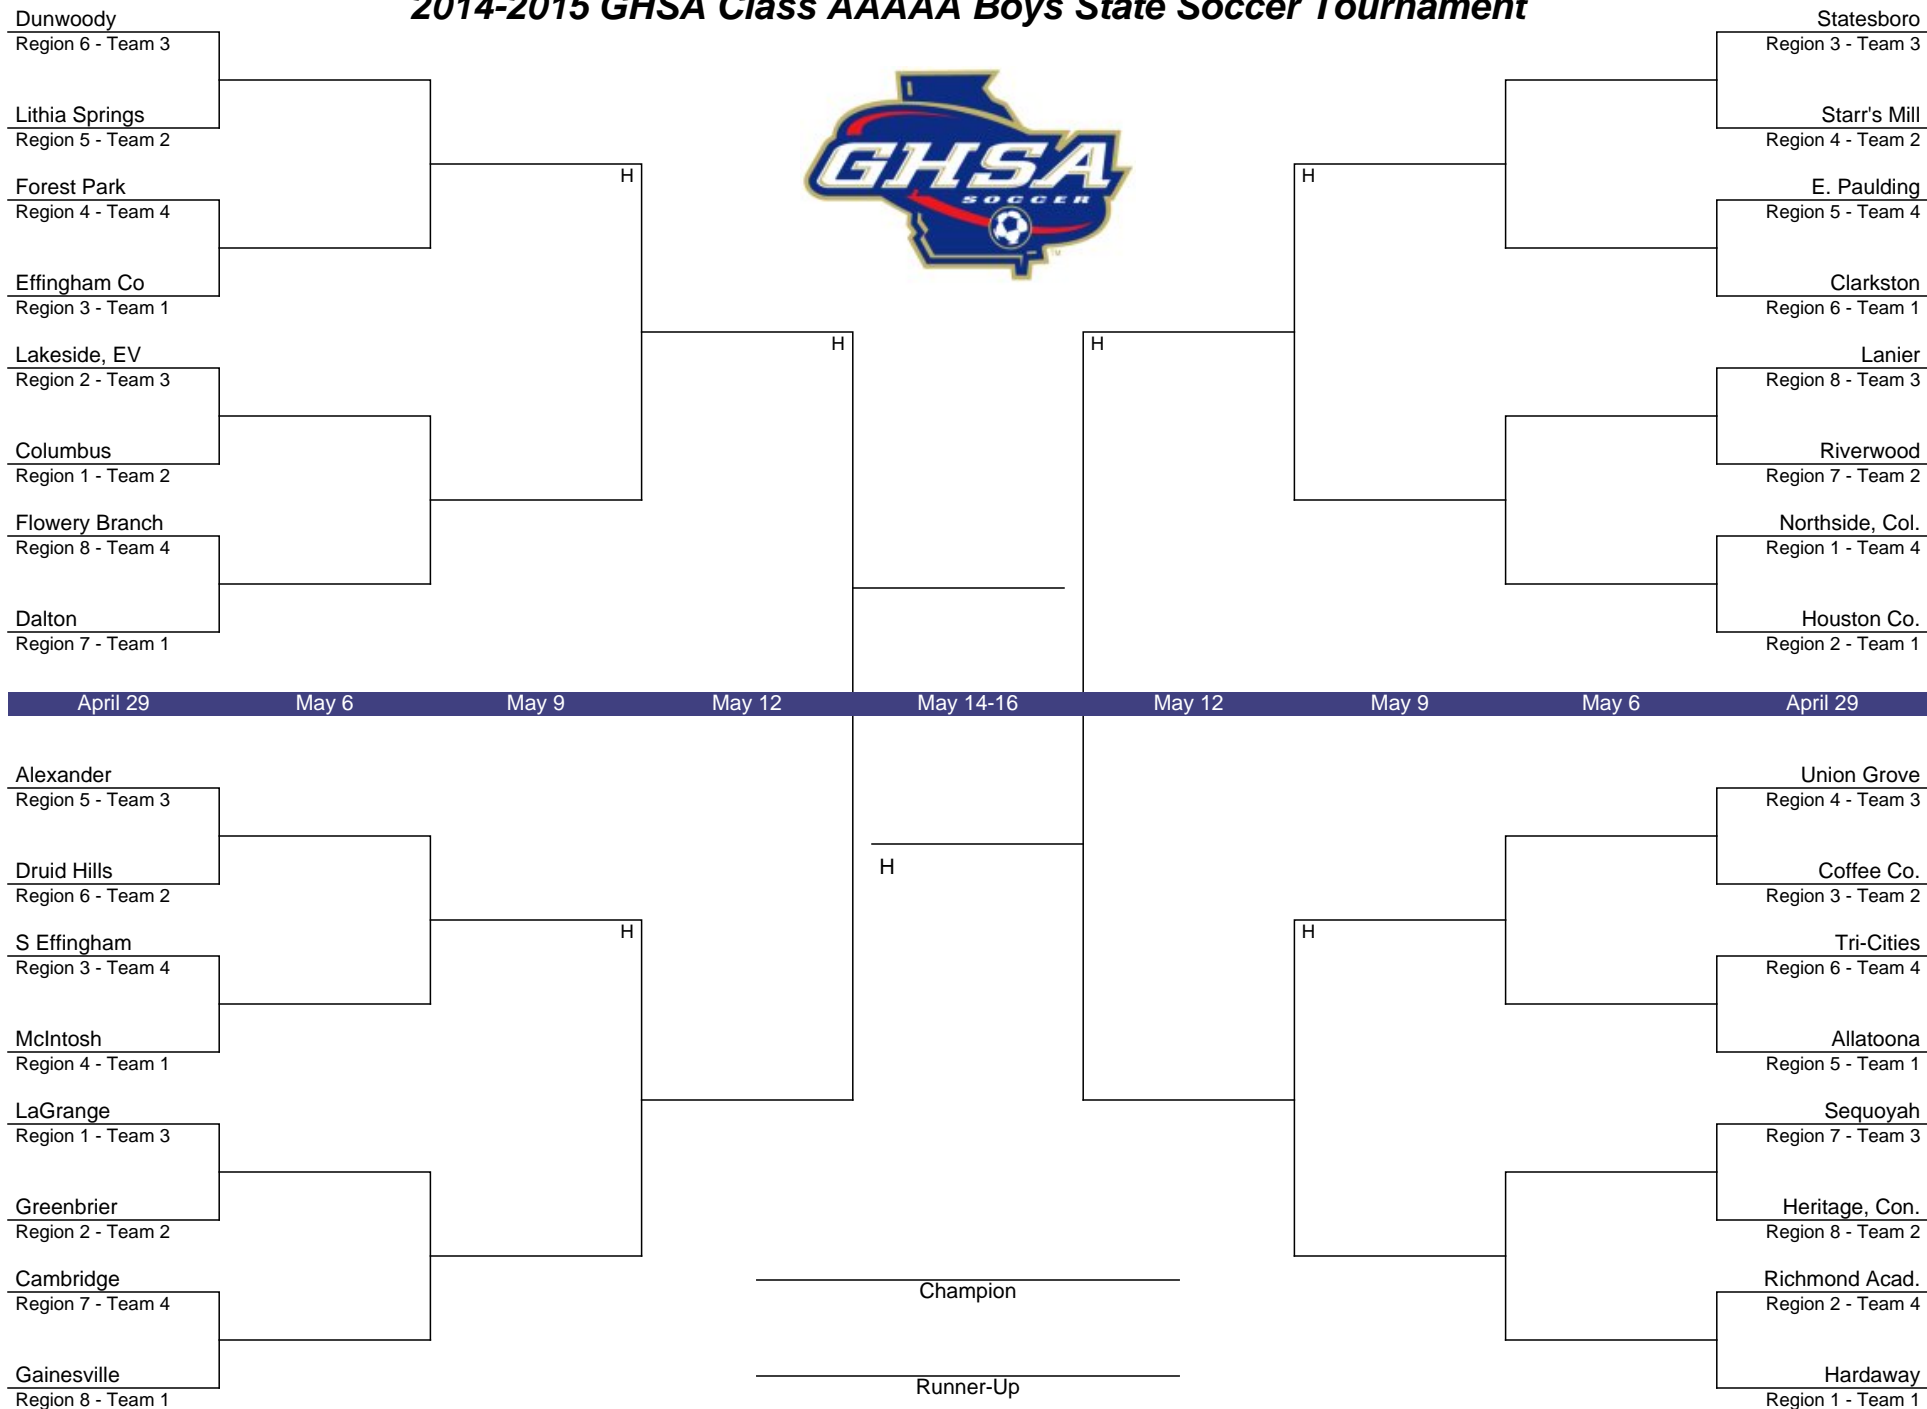 2014-2015 GHSA Class AAAAA Boys State Soccer Tournament
Dunwoody
Region 6 - Team 3
Lithia Springs
Region 5 - Team 2
Forest Park
Region 4 - Team 4
Effingham Co
Region 3 - Team 1
Lakeside, EV
Region 2 - Team 3
Columbus
Region 1 - Team 2
Flowery Branch
Region 8 - Team 4
Dalton
Region 7 - Team 1
H
H
GHSA
SOCCER
TM
H
H
Statesboro
Region 3 - Team 3
Starr's Mill
Region 4 - Team 2
E. Paulding
Region 5 - Team 4
Clarkston
Region 6 - Team 1
Lanier
Region 8 - Team 3
Riverwood
Region 7 - Team 2
Northside, Col.
Region 1 - Team 4
Houston Co.
Region 2 - Team 1
April 29 May 6 May 9 May 12 May 14-16 May 12 May 9 May 6 April 29
Alexander
Region 5 - Team 3
Druid Hills
Region 6 - Team 2
S Effingham
Region 3 - Team 4
McIntosh
Region 4 - Team 1
LaGrange
Region 1 - Team 3
Greenbrier
Region 2 - Team 2
Cambridge
Region 7 - Team 4
Gainesville
Region 8 - Team 1
H
H
H
Champion
Runner-Up
Union Grove
Region 4 - Team 3
Coffee Co.
Region 3 - Team 2
Tri-Cities
Region 6 - Team 4
Allatoona
Region 5 - Team 1
Sequoyah
Region 7 - Team 3
Heritage, Con.
Region 8 - Team 2
Richmond Acad.
Region 2 - Team 4
Hardaway
Region 1 - Team 1